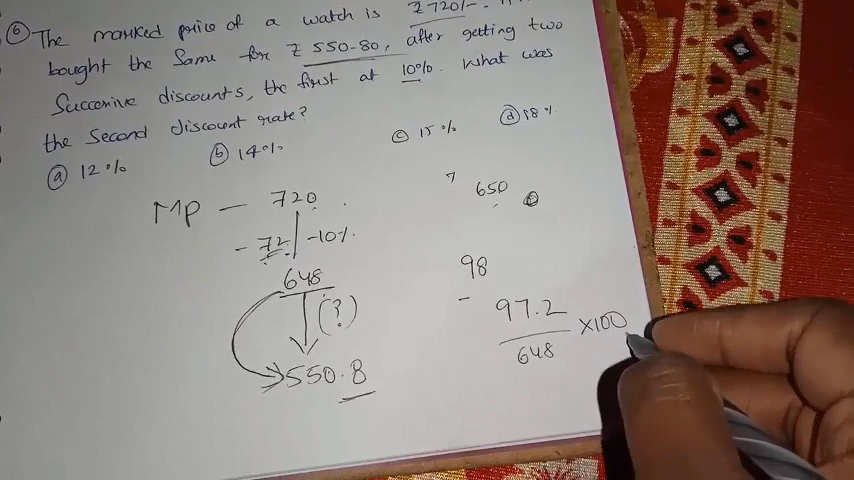 ⑥ The marked price of a watch is ₹720/-.
bought the same for ₹ 550-80, after getting two
Succenive discounts, the first at 10%. What was
the Second discount rate?
ⓐ 12% ⓑ 14% ⓒ 15% ⓓ 18%
MP — 720
- 72 -10%
648
(?)
550.8
7 650
98
-
97.2
648 ×100